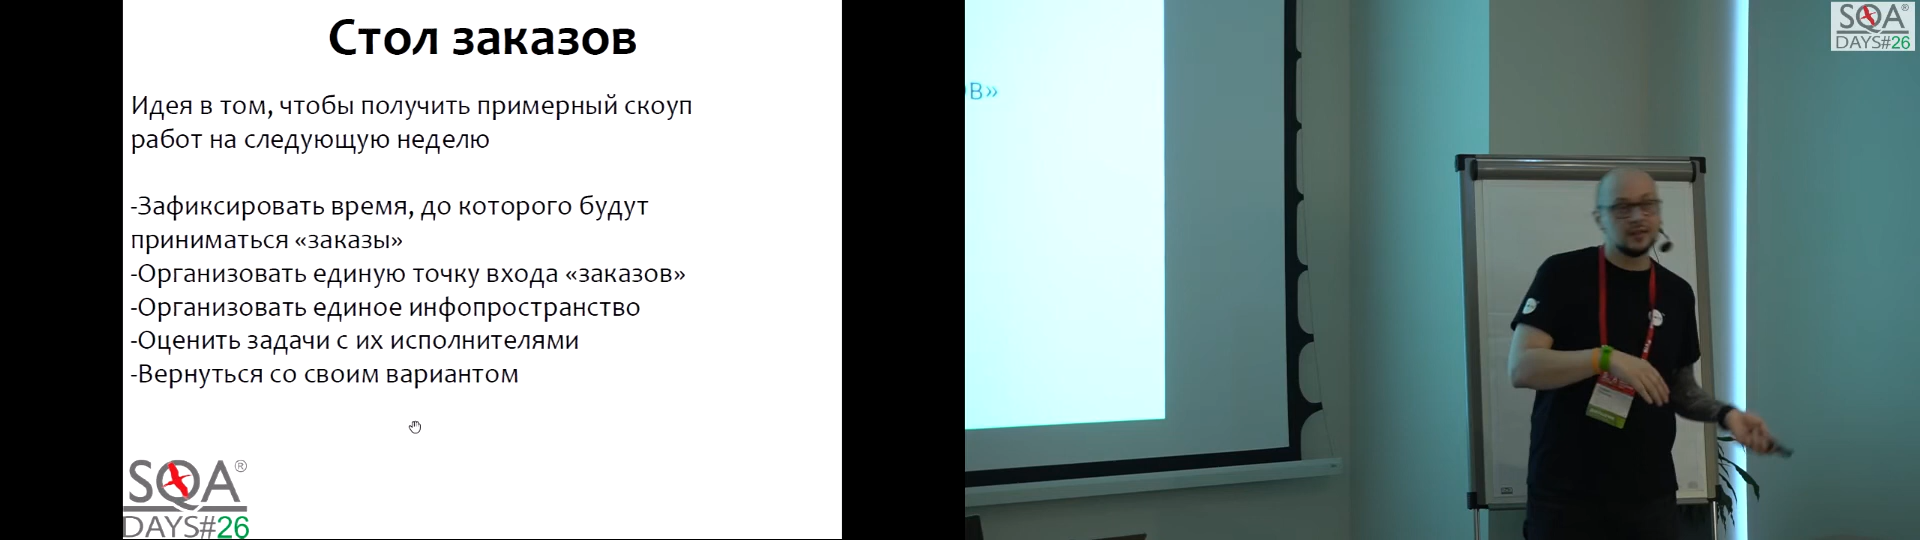 Стол заказов
Идея в том, чтобы получить примерный скоуп
работ на следующую неделю
-Зафиксировать время, до которого будут
приниматься «заказы»
-Организовать единую точку входа «заказов»
-Организовать единое инфопространство
-Оценить задачи с их исполнителями
-Вернуться со своим вариантом
SQA®
DAYS#26
ов»
SQA®
DAYS#26